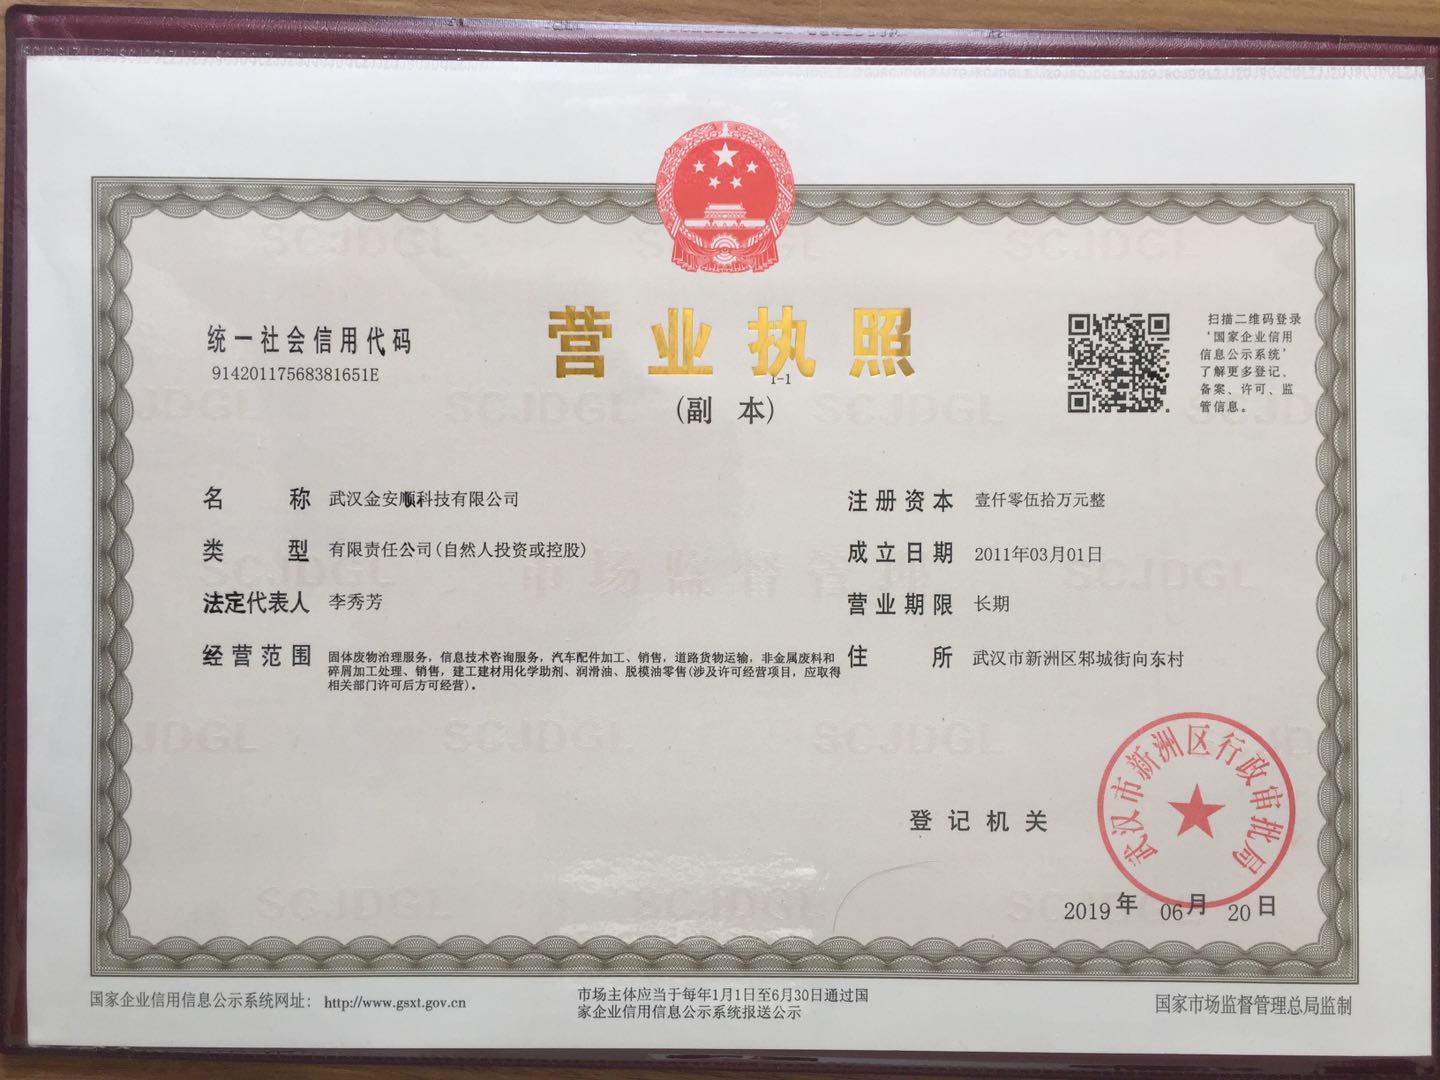 统一社会信用代码
91420117568381651E
营业执照
1-1
(副 本)
扫描二维码登录
'国家企业信用
信息公示系统'
了解更多登记、
备案、许可、监
管信息。
名 称 武汉金安顺科技有限公司
类 型 有限责任公司(自然人投资或控股)
法定代表人 李秀芳
经营范围 固体废物治理服务，信息技术咨询服务，汽车配件加工、销售，道路货物运输，非金属废料和
碎屑加工处理、销售，建工建材用化学助剂、润滑油、脱模油零售(涉及许可经营项目，应取得
相关部门许可后方可经营)。
注册资本 壹仟零伍拾万元整
成立日期 2011年03月01日
营业期限 长期
住 所 武汉市新洲区邾城街向东村
SCJDGL
市场监督管理
登记机关
武汉市新洲区行政审批局
2019 年 06 月 20 日
国家企业信用信息公示系统网址： http://www.gsxt.gov.cn
市场主体应当于每年1月1日至6月30日通过国
家企业信用信息公示系统报送公示
国家市场监督管理总局监制